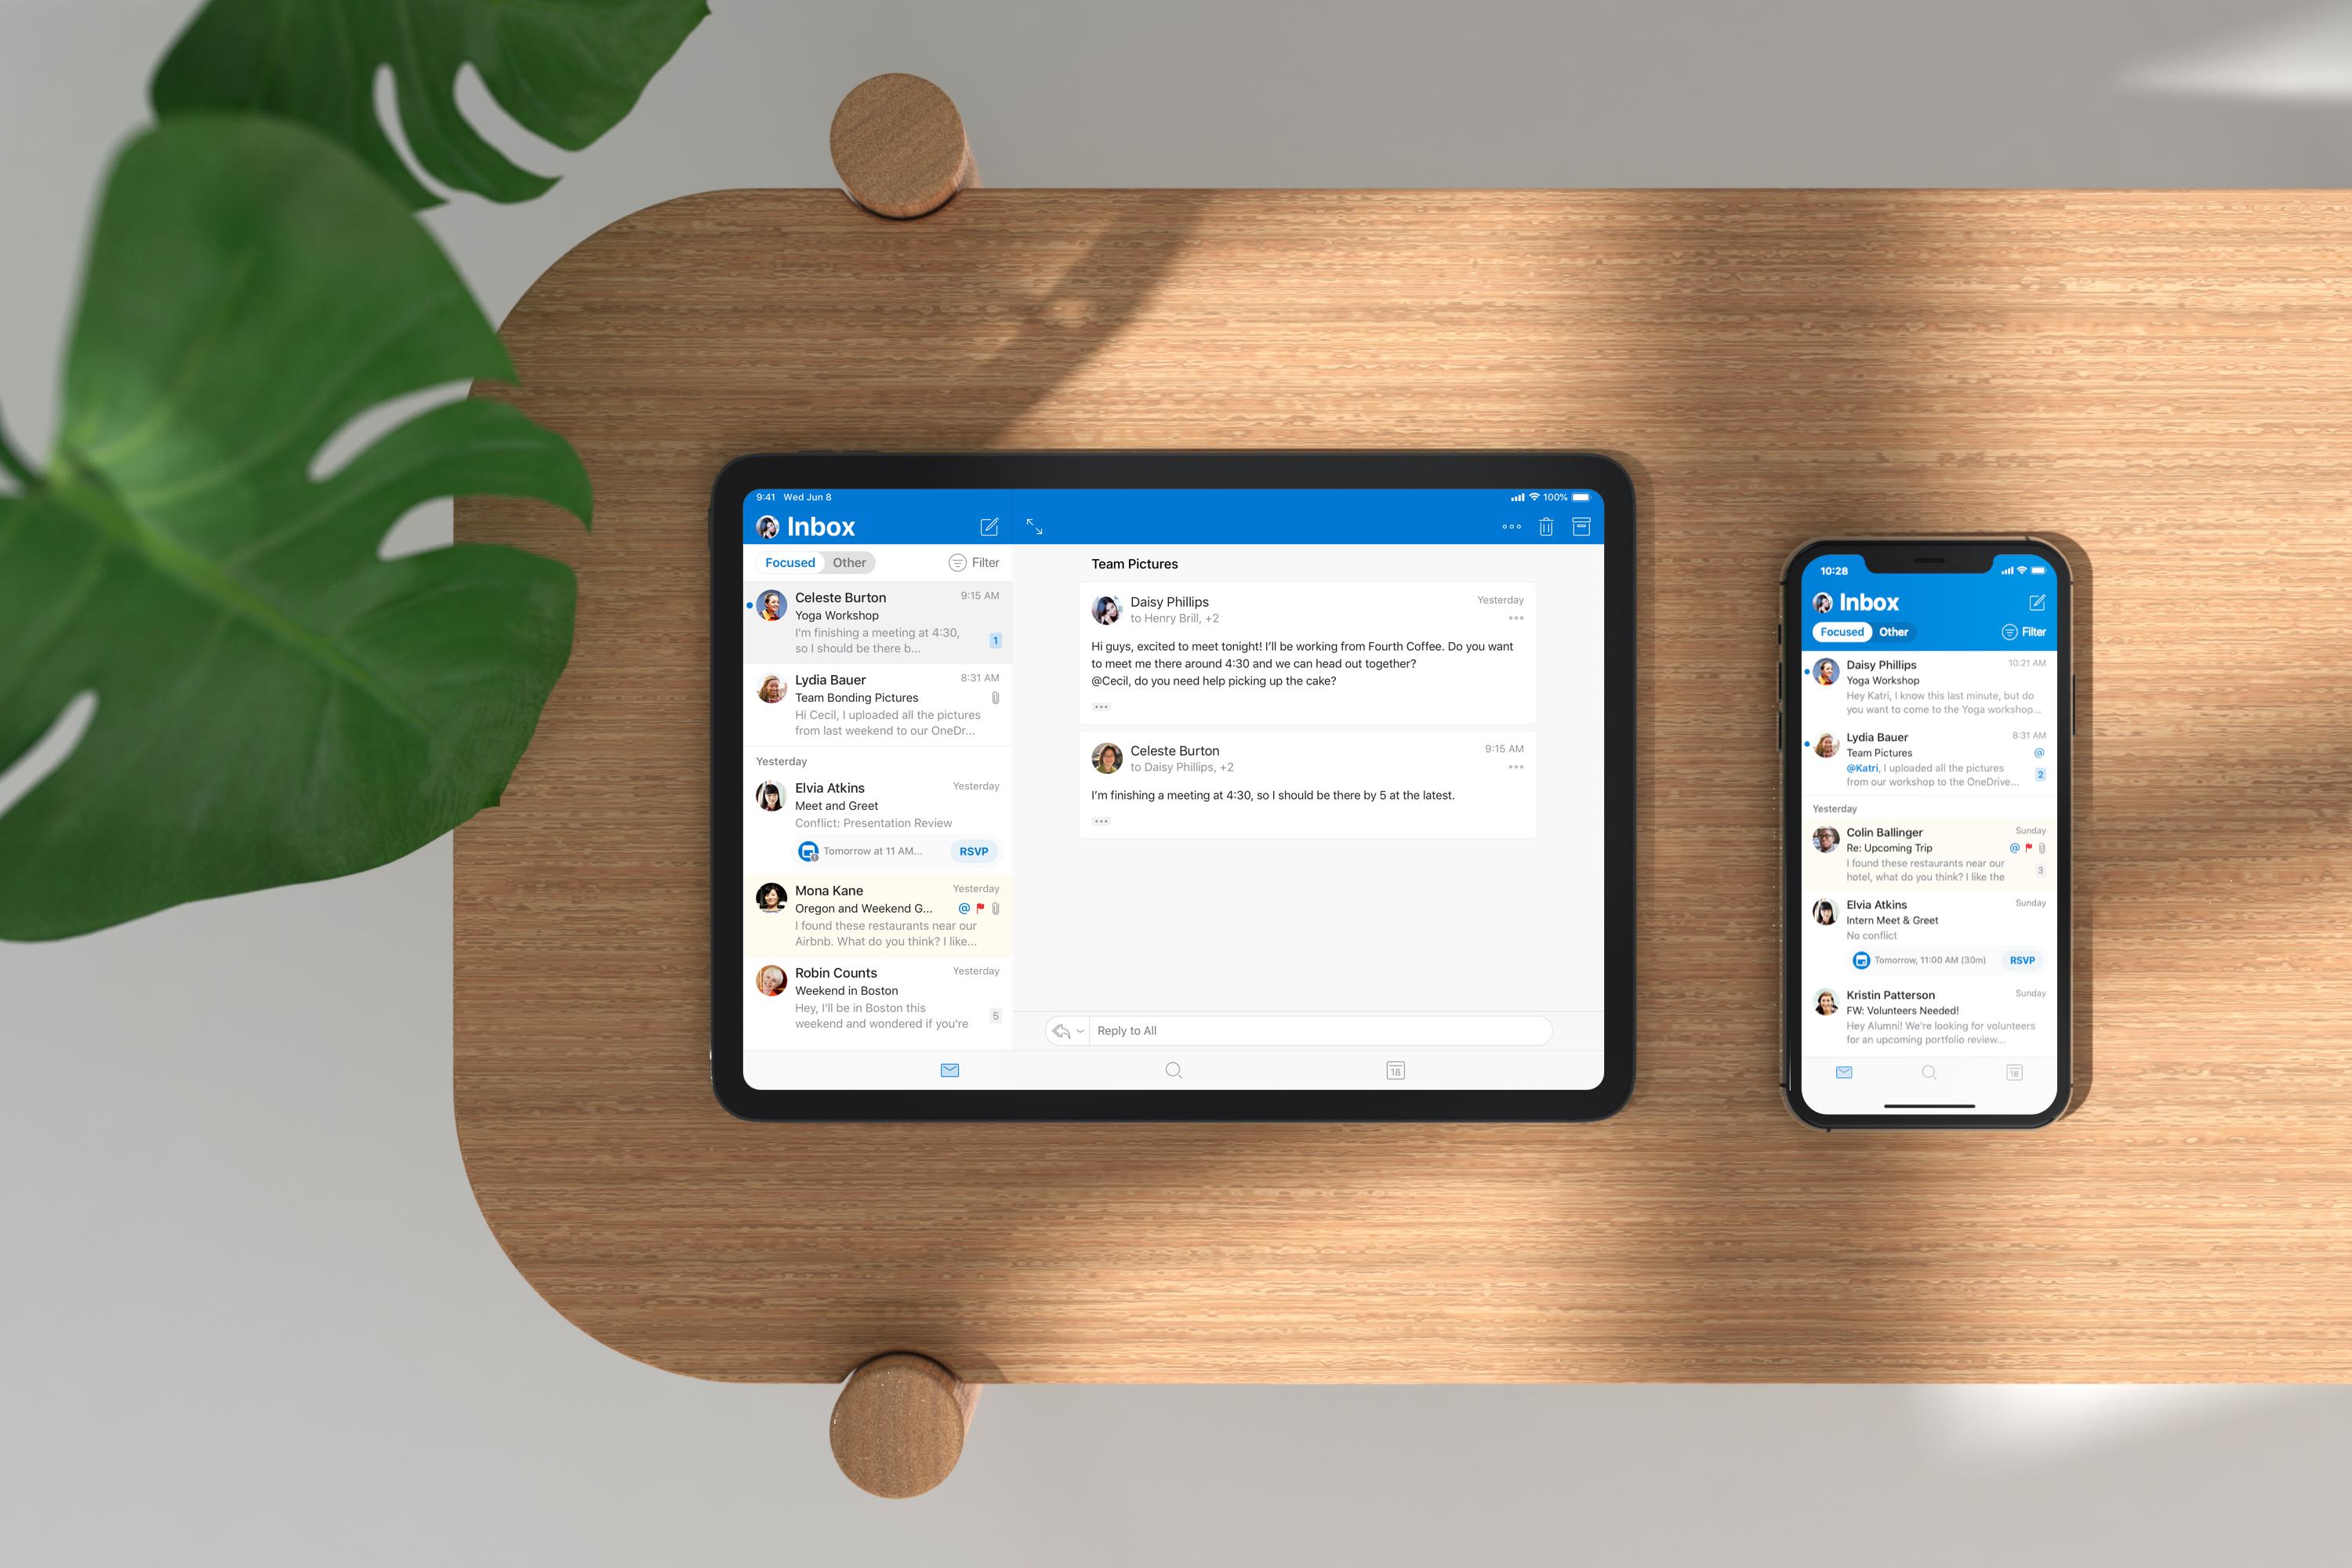 9:41 Wed Jun 8
100%
Inbox
Focused Other Filter
Celeste Burton 9:15 AM
Yoga Workshop
I'm finishing a meeting at 4:30,
so I should be there b... 1
Lydia Bauer 8:31 AM
Team Bonding Pictures
Hi Cecil, I uploaded all the pictures
from last weekend to our OneDr...
Yesterday
Elvia Atkins Yesterday
Meet and Greet
Conflict: Presentation Review
Tomorrow at 11 AM... RSVP
Mona Kane Yesterday
Oregon and Weekend G... @
I found these restaurants near our
Airbnb. What do you think? I like...
Robin Counts Yesterday
Weekend in Boston
Hey, I'll be in Boston this
weekend and wondered if you're 5
Team Pictures
Daisy Phillips Yesterday
to Henry Brill, +2
Hi guys, excited to meet tonight! I'll be working from Fourth Coffee. Do you want
to meet me there around 4:30 and we can head out together?
@Cecil, do you need help picking up the cake?
Celeste Burton 9:15 AM
to Daisy Phillips, +2
I'm finishing a meeting at 4:30, so I should be there by 5 at the latest.
Reply to All
18
10:28
Inbox
Focused Other Filter
Daisy Phillips 10:21 AM
Yoga Workshop
Hey Katri, I know this last minute, but do
you want to come to the Yoga workshop...
Lydia Bauer 8:31 AM
Team Pictures @
@Katri, I uploaded all the pictures
from our workshop to the OneDrive... 2
Yesterday
Colin Ballinger Sunday
Re: Upcoming Trip @
I found these restaurants near our
hotel, what do you think? I like the 3
Elvia Atkins Sunday
Intern Meet & Greet
No conflict
Tomorrow, 11:00 AM (30m) RSVP
Kristin Patterson Sunday
FW: Volunteers Needed!
Hey Alumni! We're looking for volunteers
for an upcoming portfolio review...
18